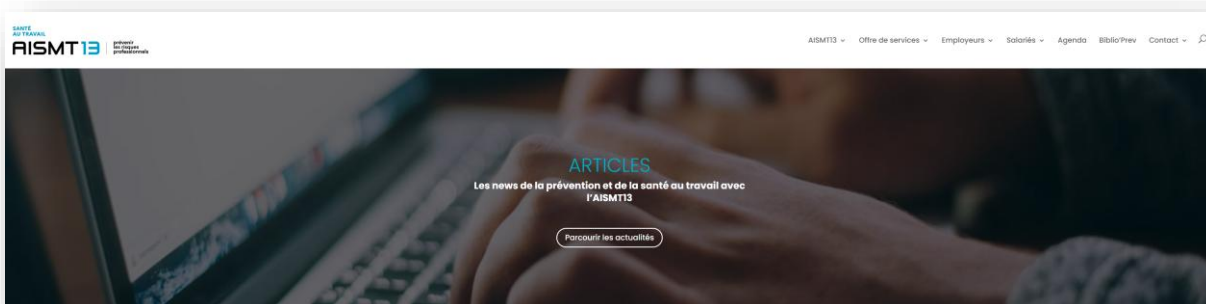 SANTÉ
AU TRAVAIL
AISMT13
prévenir
les risques
professionnels
AISMT13 Offre de services Employeurs Salariés Agenda Biblio'Prev Contact
ARTICLES
Les news de la prévention et de la santé au travail avec
l'AISMT13
Parcourir les actualités